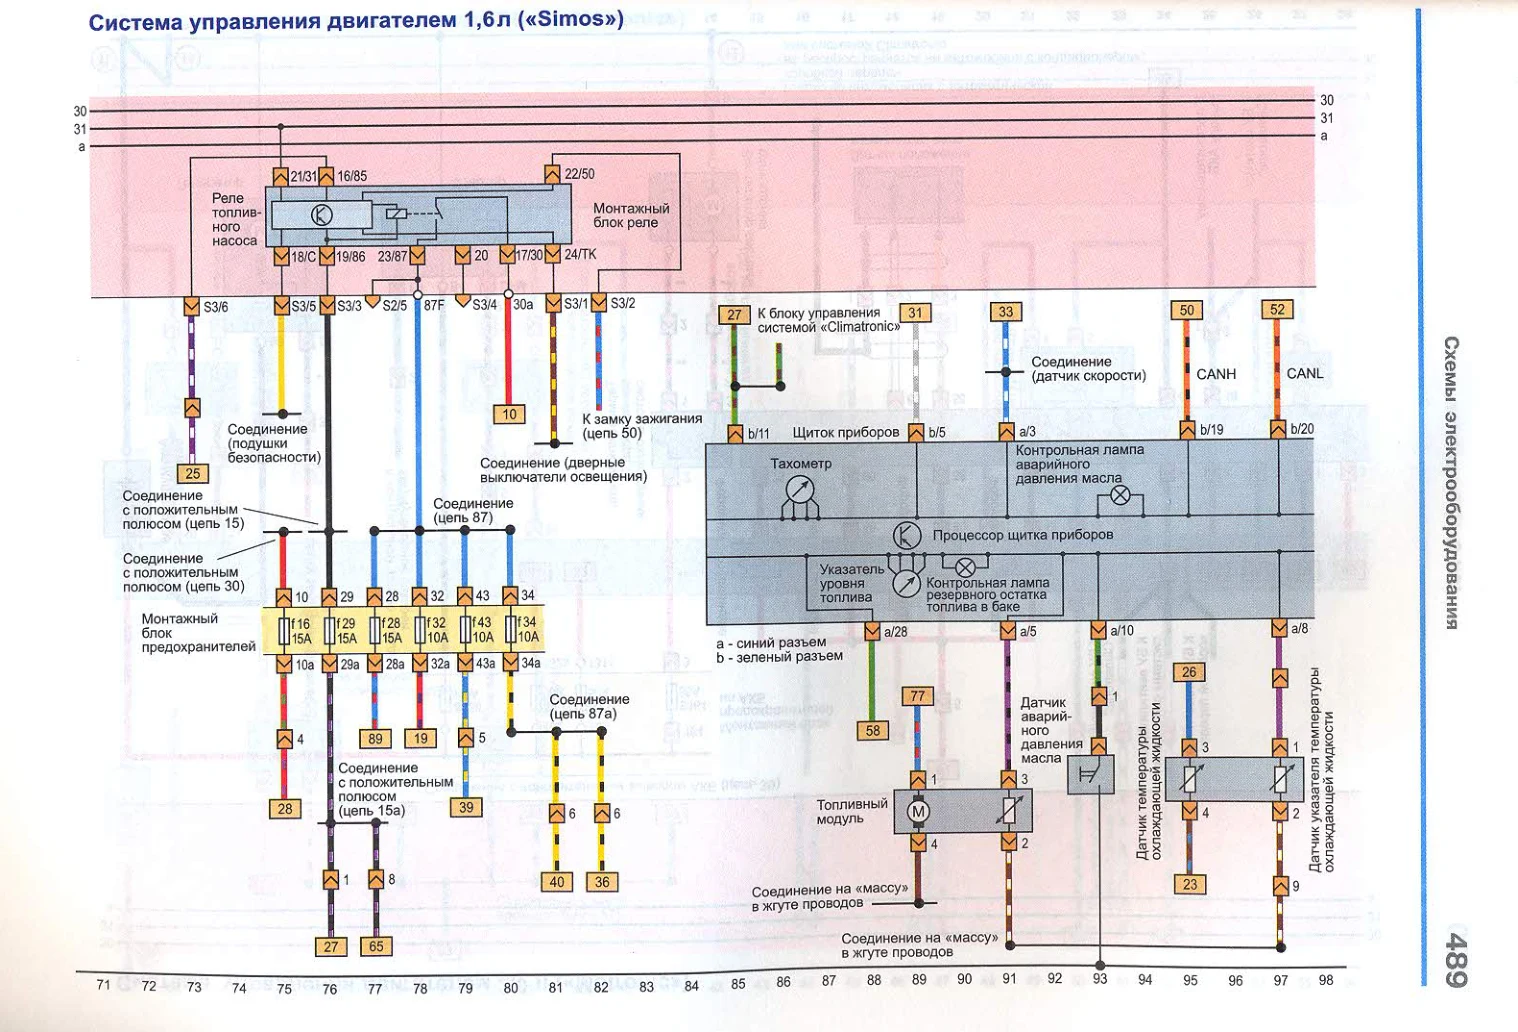 Система управления двигателем 1,6 л («Simos»)
30
31
a
30
31
a
21/31
16/85
22/50
Реле
топлив-
ного
насоса
Монтажный
блок реле
18/C
19/86
23/87
20
17/30
24/TK
S3/6
S3/5
S3/3
S2/5
87F
S3/4
30a
S3/1
S3/2
27
К блоку управления
системой «Climatronic»
31
33
50
52
Соединение
(датчик скорости)
CANH
CANL
10
К замку зажигания
(цепь 50)
Соединение
(подушки
безопасности)
25
Соединение (дверные
выключатели освещения)
b/11
Щиток приборов
b/5
a/3
b/19
b/20
Тахометр
Контрольная лампа
аварийного
давления масла
Процессор щитка приборов
Указатель
уровня
топлива
Контрольная лампа
резервного остатка
топлива в баке
Соединение
с положительным
полюсом (цепь 15)
Соединение
(цепь 87)
Соединение
с положительным
полюсом (цепь 30)
10
29
28
32
43
34
Монтажный
блок
предохранителей
f16
15A
f29
15A
f28
15A
f32
10A
f43
10A
f34
10A
10a
29a
28a
32a
43a
34a
a - синий разъем
b - зеленый разъем
a/28
a/5
a/10
a/8
Соединение
(цепь 87a)
4
89
19
5
Соединение
с положительным
полюсом
(цепь 15a)
28
39
6
6
40
36
1
8
27
65
58
77
26
Датчик
аварий-
ного
давления
масла
1
Топливный
модуль
1
M
4
3
2
Датчик температуры
охлаждающей жидкости
3
4
1
2
Датчик указателя температуры
охлаждающей жидкости
23
9
Соединение на «массу»
в жгуте проводов
Соединение на «массу»
в жгуте проводов
71 72 73 74 75 76 77 78 79 80 81 82 83 84 85 86 87 88 89 90 91 92 93 94 95 96 97 98
Схемы электрооборудования
489